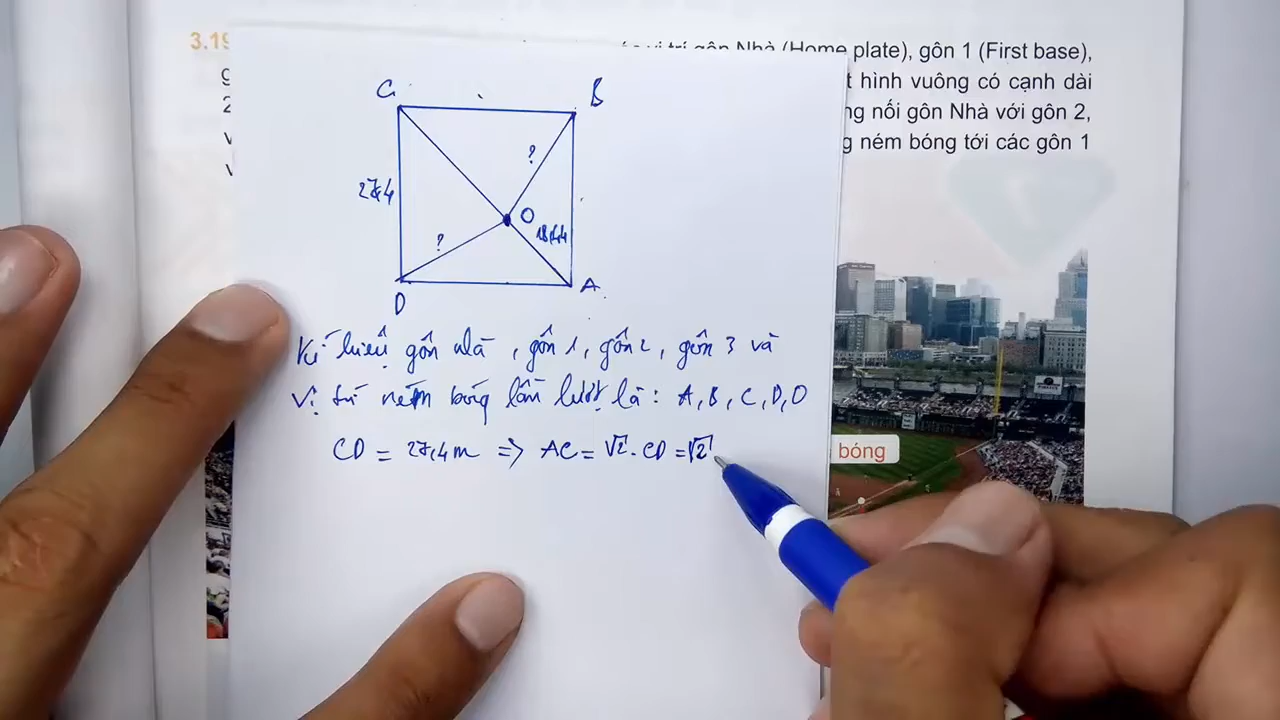 3.19
ác vị trí gôn Nhà (Home plate), gôn 1 (First base),
g
t hình vuông có cạnh dài
2
ng nối gôn Nhà với gôn 2,
v
g ném bóng tới các gôn 1
v
C
B
?
27,4
O
18,44
?
D
A
Kí hiệu gôn nhà, gôn 1, gôn 2, gôn 3 và
vị trí ném bóng lần lượt là: A, B, C, D, O
CD = 27,4m => AC = √2 . CD = √2
bóng